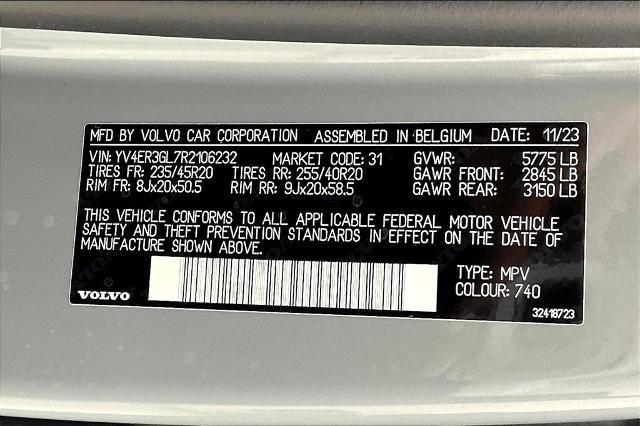 MFD BY VOLVO CAR CORPORATION ASSEMBLED IN BELGIUM DATE: 11/23
VIN: YV4ER3GL7R2106232 MARKET CODE: 31 GVWR: 5775 LB
TIRES FR: 235/45R20 TIRES RR: 255/40R20 GAWR FRONT: 2845 LB
RIM FR: 8Jx20x50.5 RIM RR: 9Jx20x58.5 GAWR REAR: 3150 LB
THIS VEHICLE CONFORMS TO ALL APPLICABLE FEDERAL MOTOR VEHICLE
SAFETY AND THEFT PREVENTION STANDARDS IN EFFECT ON THE DATE OF
MANUFACTURE SHOWN ABOVE.
TYPE: MPV
COLOUR: 740
VOLVO
32418723